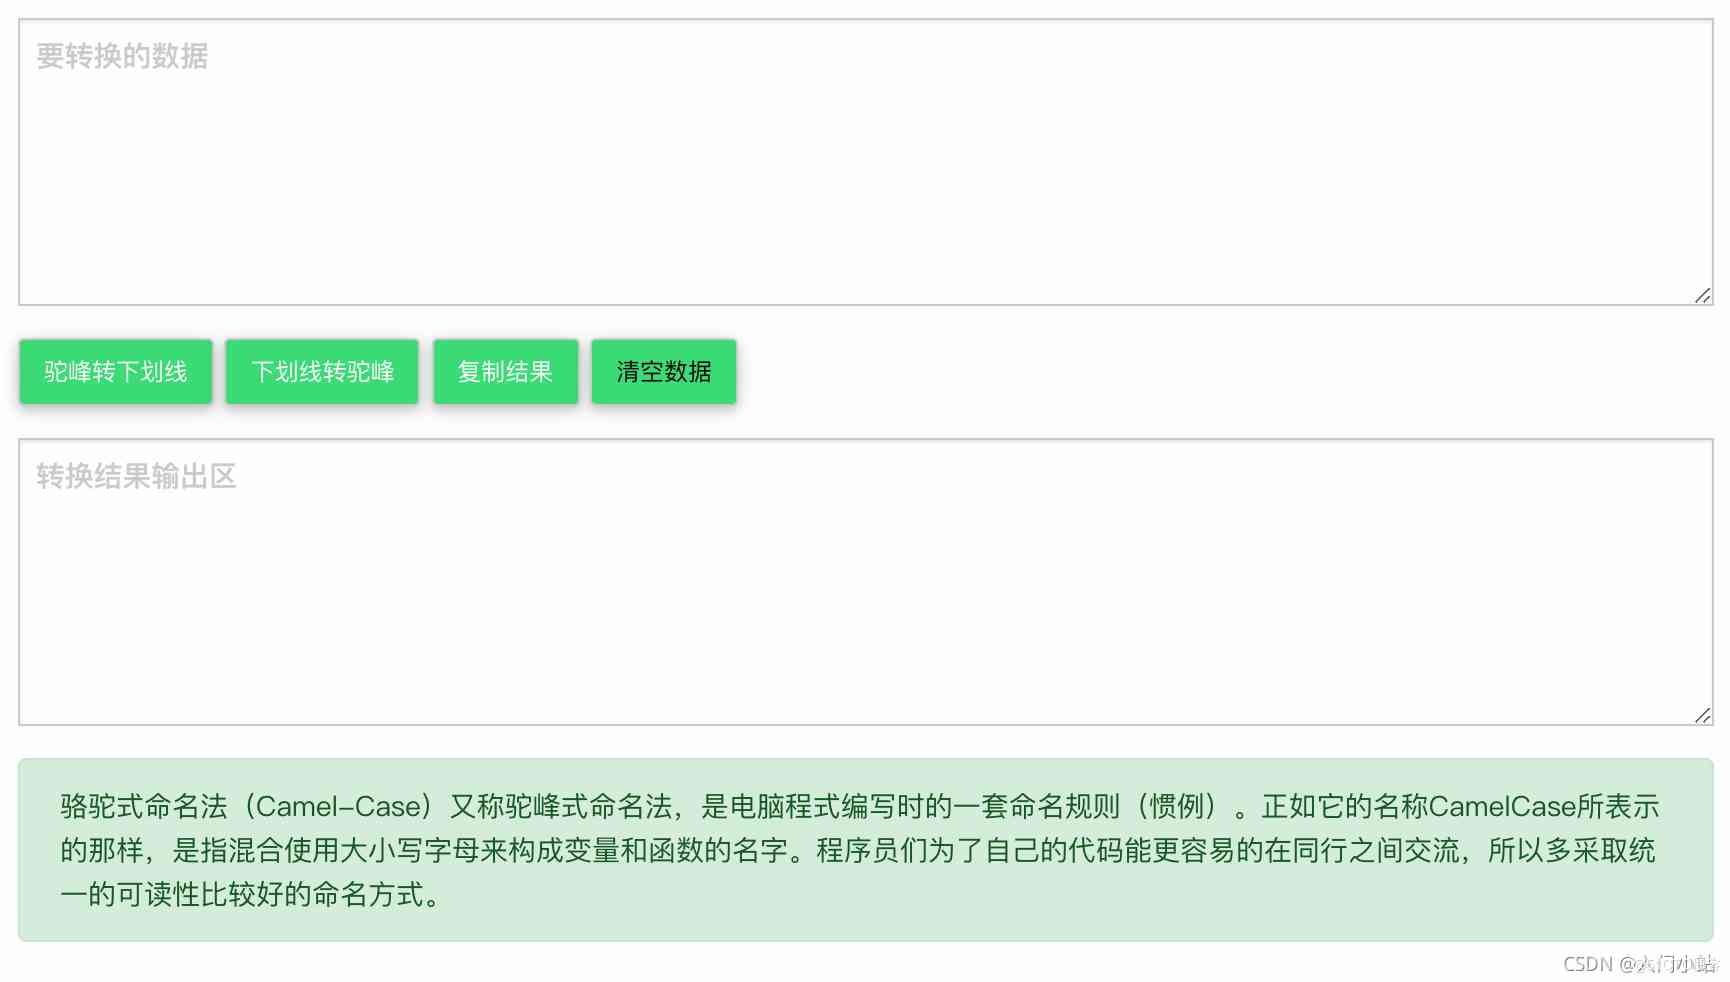 要转换的数据
驼峰转下划线 下划线转驼峰 复制结果 清空数据
转换结果输出区
骆驼式命名法（Camel-Case）又称驼峰式命名法，是电脑程式编写时的一套命名规则（惯例）。正如它的名称CamelCase所表示
的那样，是指混合使用大小写字母来构成变量和函数的名字。程序员们为了自己的代码能更容易的在同行之间交流，所以多采取统
一的可读性比较好的命名方式。
CSDN @入门小站